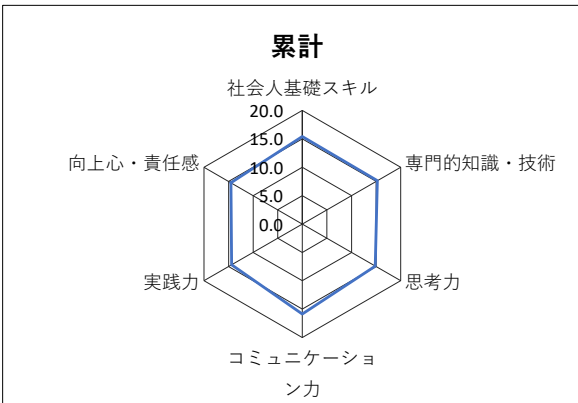 累計
社会人基礎スキル
20.0
15.0
10.0
5.0
0.0
専門的知識・技術
思考力
コミュニケーショ
ン力
実践力
向上心・責任感